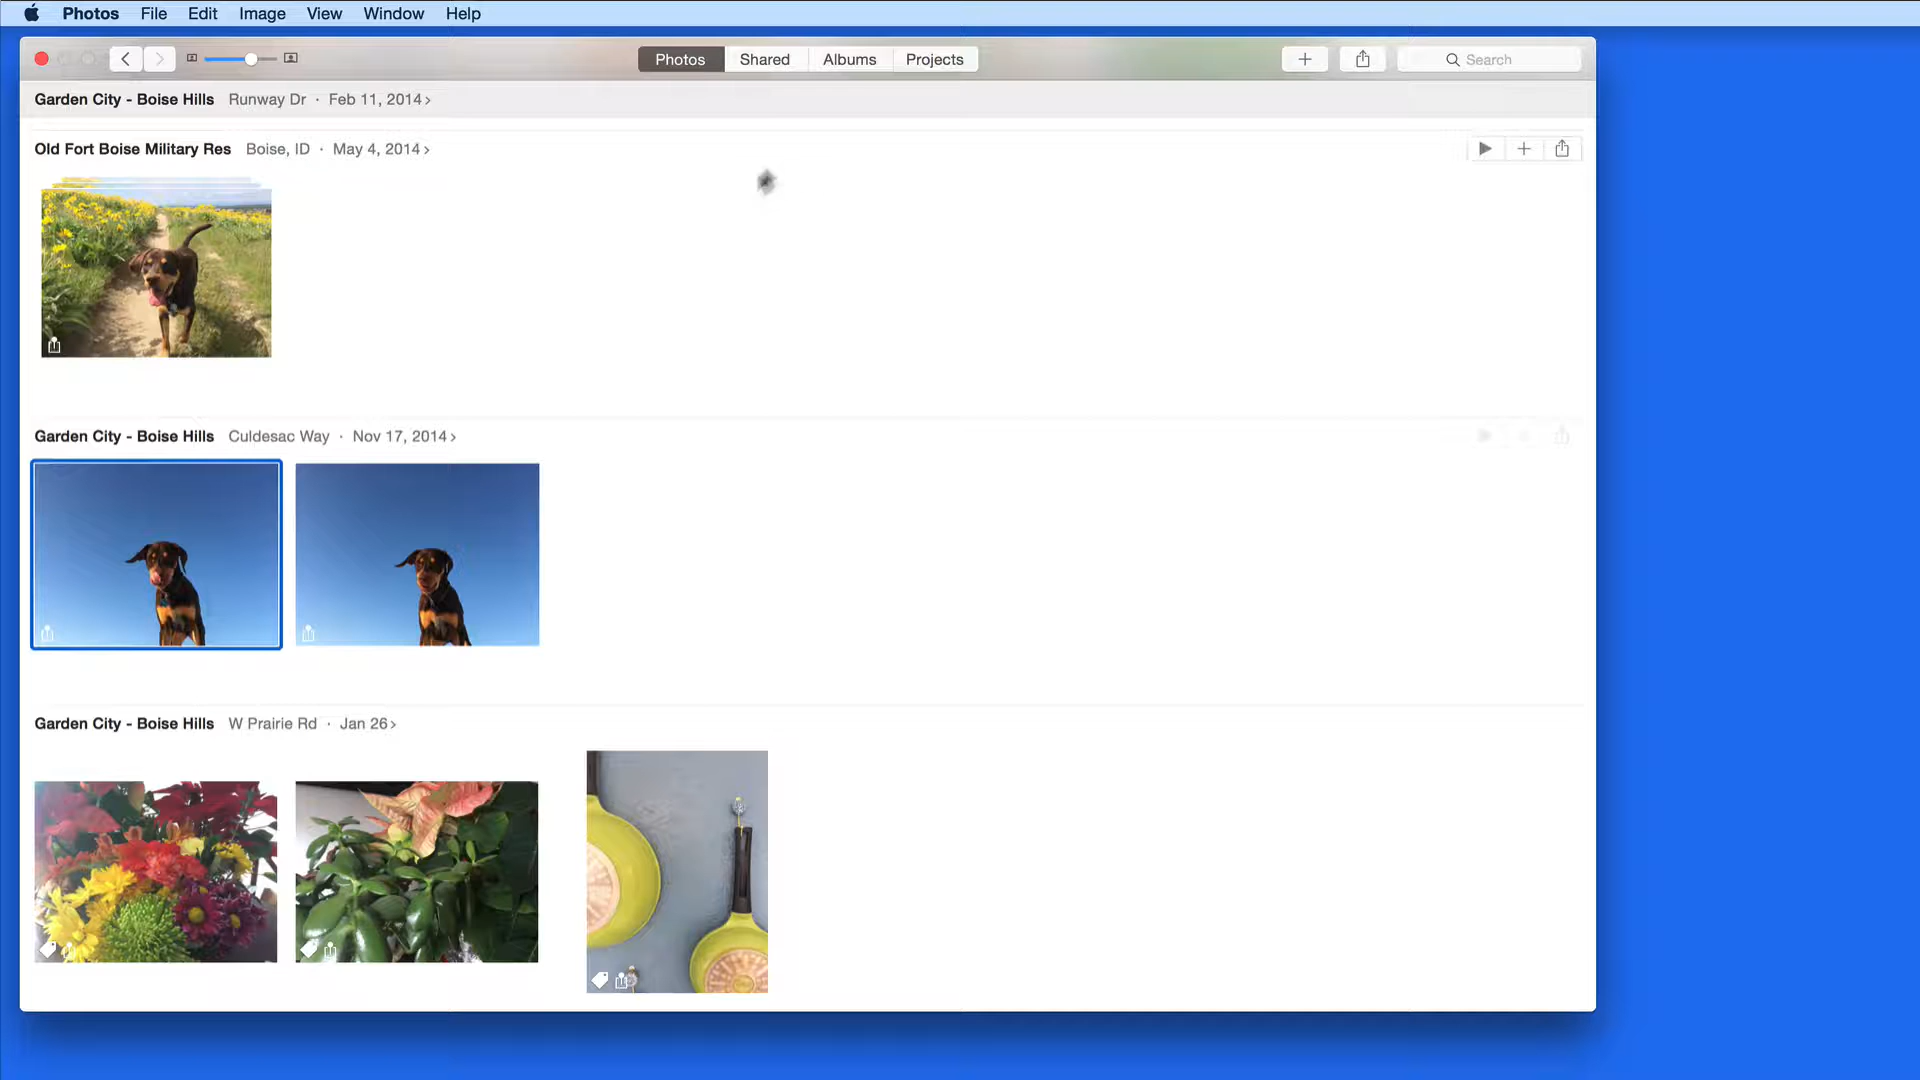 Photos File Edit Image View Window Help
Photos Shared Albums Projects Search
Garden City - Boise Hills Runway Dr · Feb 11, 2014 >
Old Fort Boise Military Res Boise, ID · May 4, 2014 >
Garden City - Boise Hills Culdesac Way · Nov 17, 2014 >
Garden City - Boise Hills W Prairie Rd · Jan 26 >